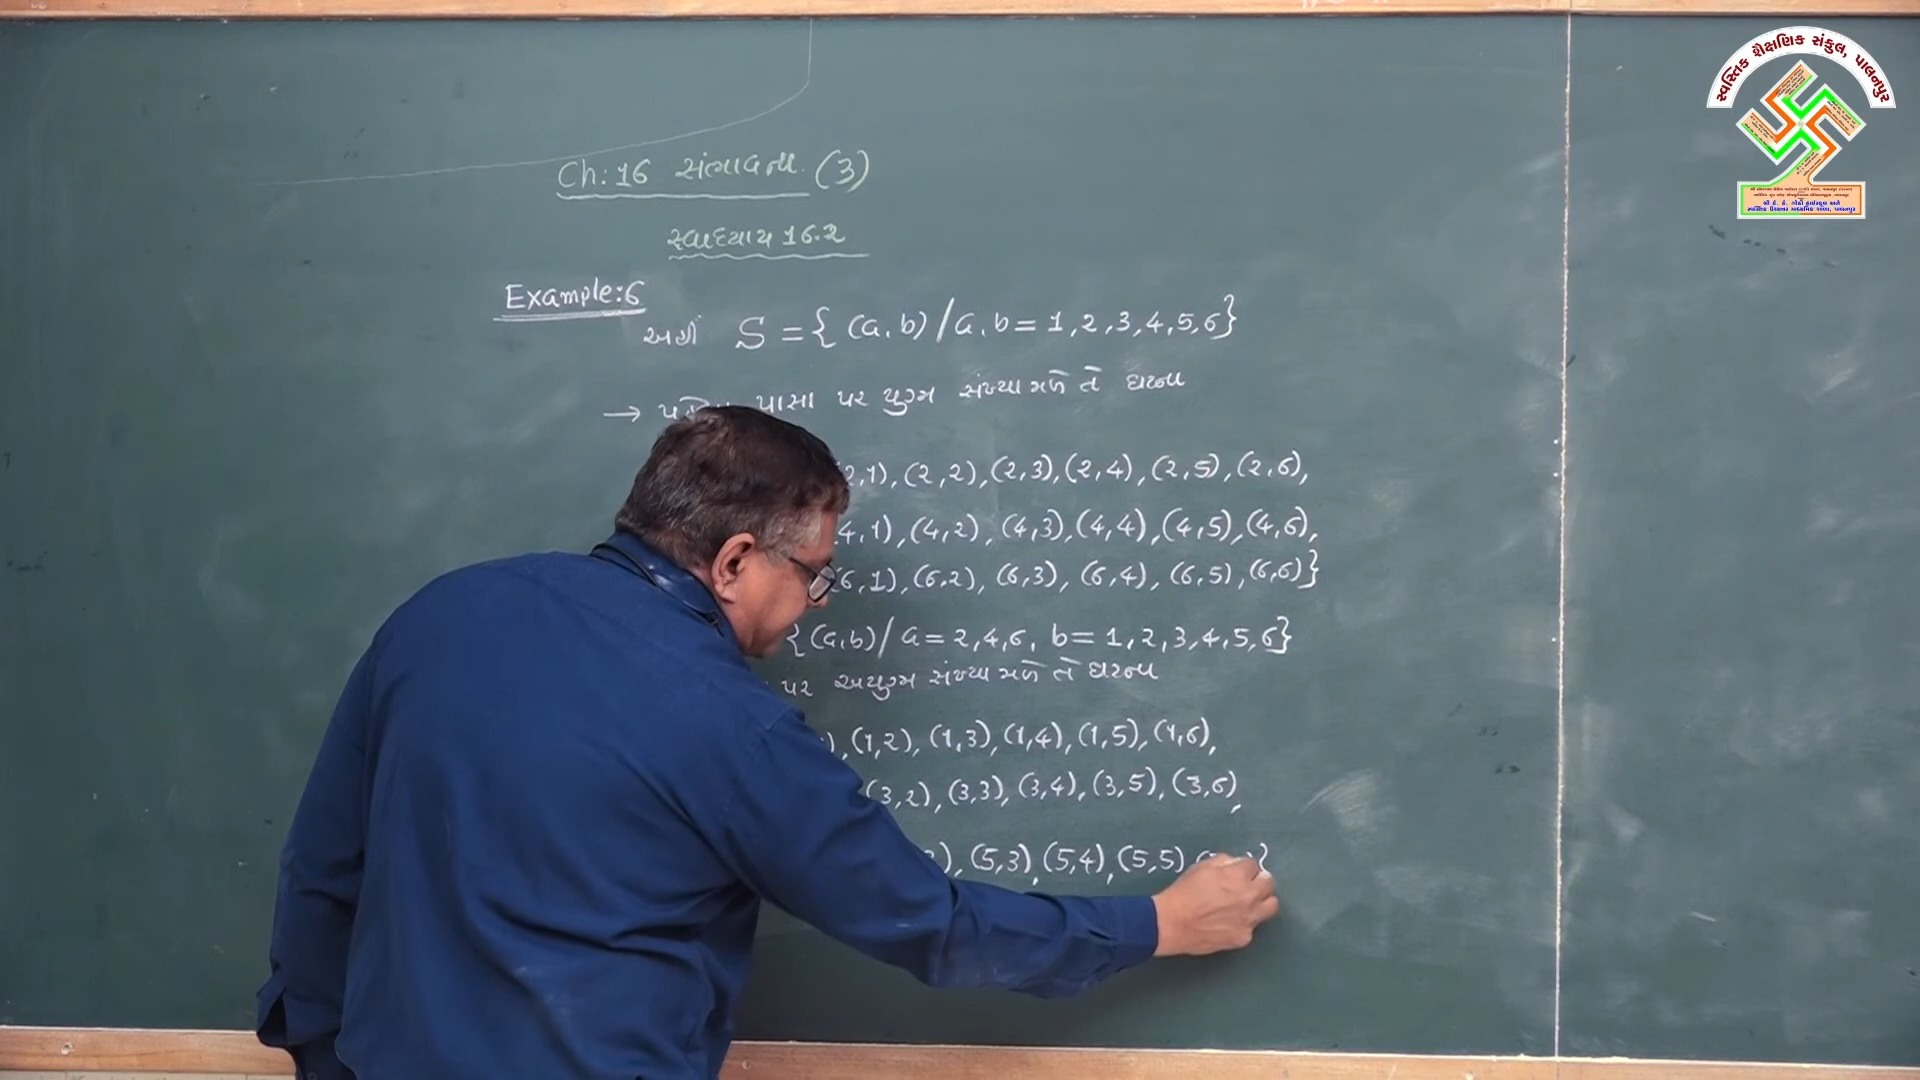 સ્વસ્તિક શૈક્ષણિક સંકુલ, પાલનપુર
Ch: 16 સંભાવના (3)
સ્વાધ્યાય 16.2
Example:6
અહીં S = { (a, b) / a, b = 1, 2, 3, 4, 5, 6}
→ પાસા પર યુગ્મ સંખ્યા મળે તે ઘટના
2,1), (2,2), (2,3), (2,4), (2,5), (2,6),
4,1), (4,2), (4,3), (4,4), (4,5), (4,6),
(6,1), (6,2), (6,3), (6,4), (6,5), (6,6)}
{(a,b) / a = 2,4,6, b = 1, 2, 3, 4, 5, 6}
પર અયુગ્મ સંખ્યા મળે તે ઘટના
), (1,2), (1,3), (1,4), (1,5), (1,6),
(3,2), (3,3), (3,4), (3,5), (3,6),
), (5,3), (5,4), (5,5) }